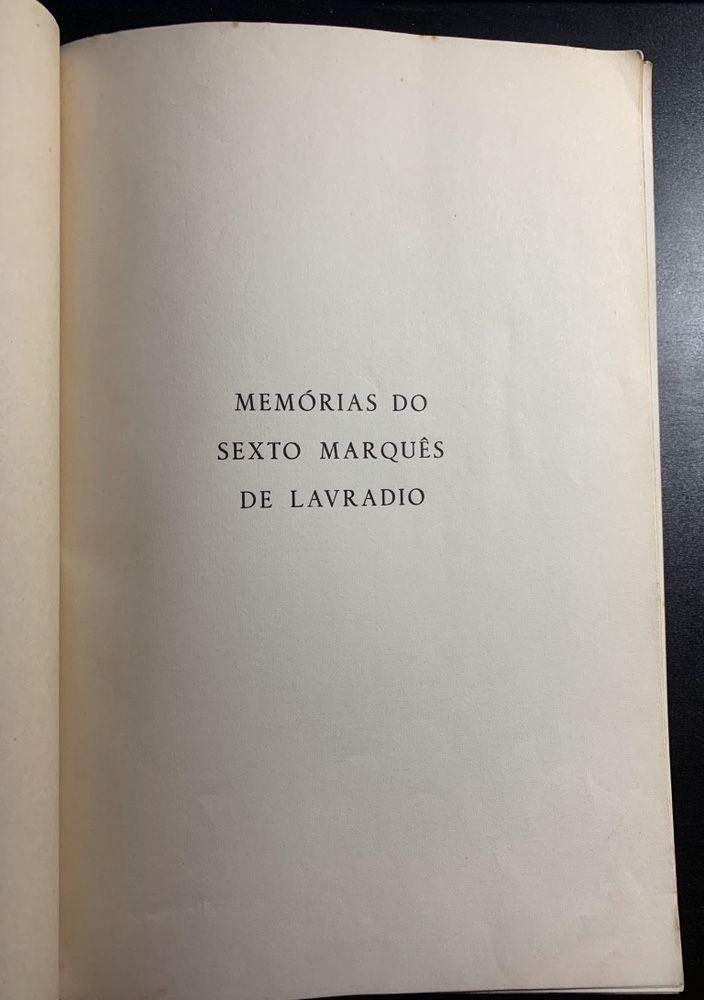 MEMÓRIAS DO
SEXTO MARQUÊS
DE LAVRADIO